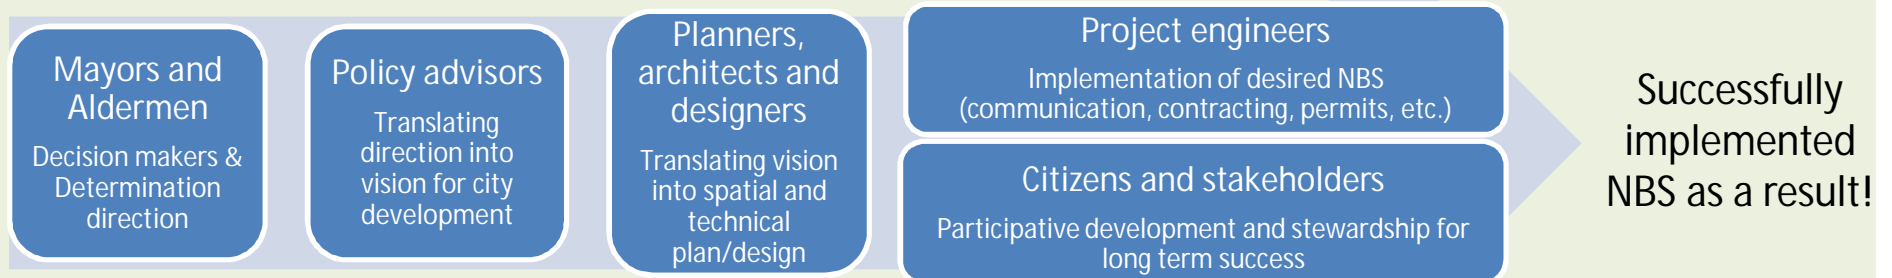 Mayors and
Aldermen
Decision makers &
Determination
direction
Policy advisors
Translating
direction into
vision for city
development
Planners,
architects and
designers
Translating vision
into spatial and
technical
plan/design
Project engineers
Implementation of desired NBS
(communication, contracting, permits, etc.)
Citizens and stakeholders
Participative development and stewardship for
long term success
Successfully
implemented
NBS as a result!